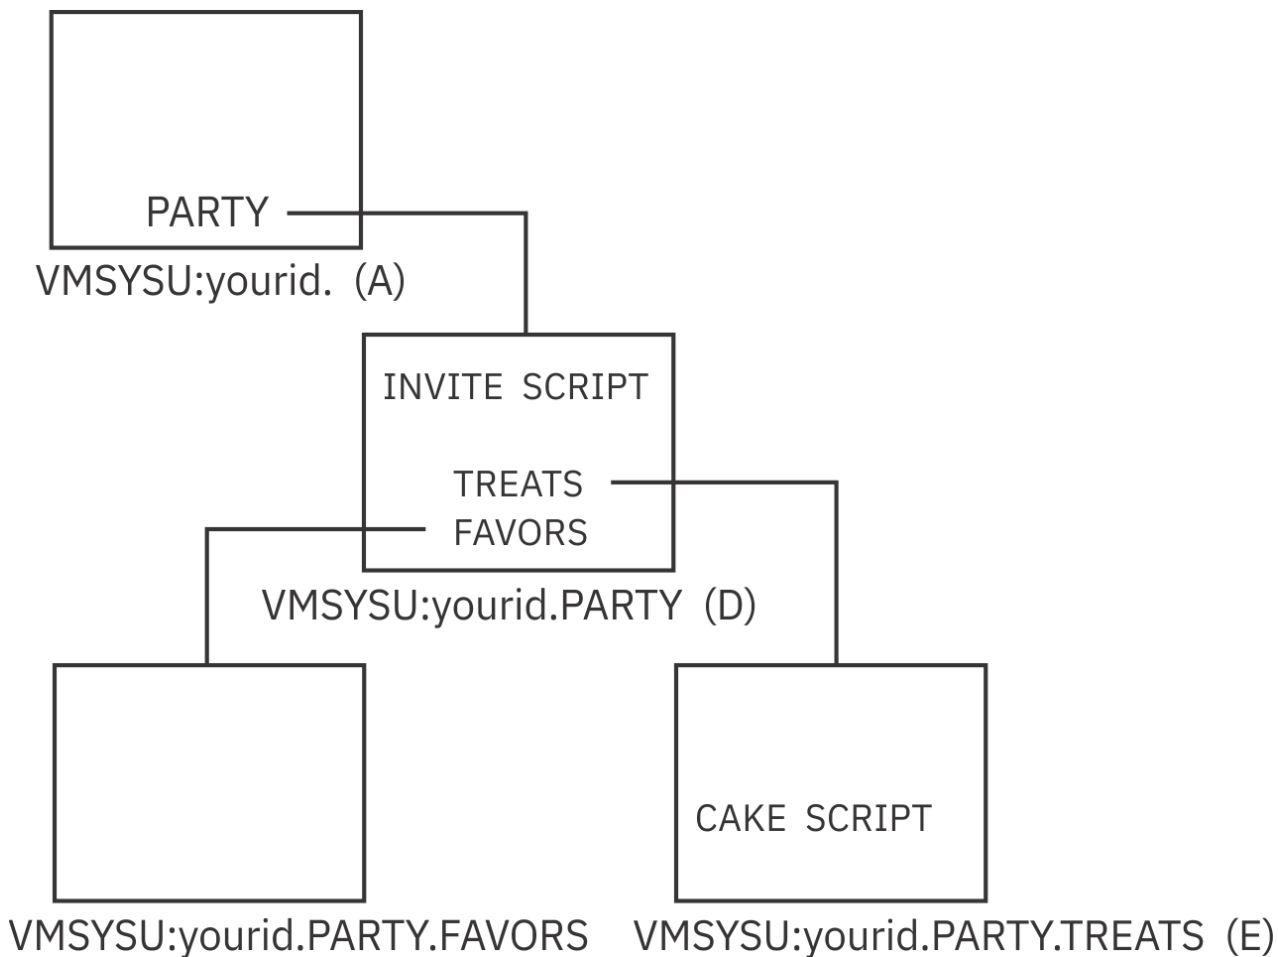 PARTY
VMSYSU:yourid. (A)
INVITE SCRIPT
TREATS
FAVORS
VMSYSU:yourid.PARTY (D)
CAKE SCRIPT
VMSYSU:yourid.PARTY.FAVORS
VMSYSU:yourid.PARTY.TREATS (E)